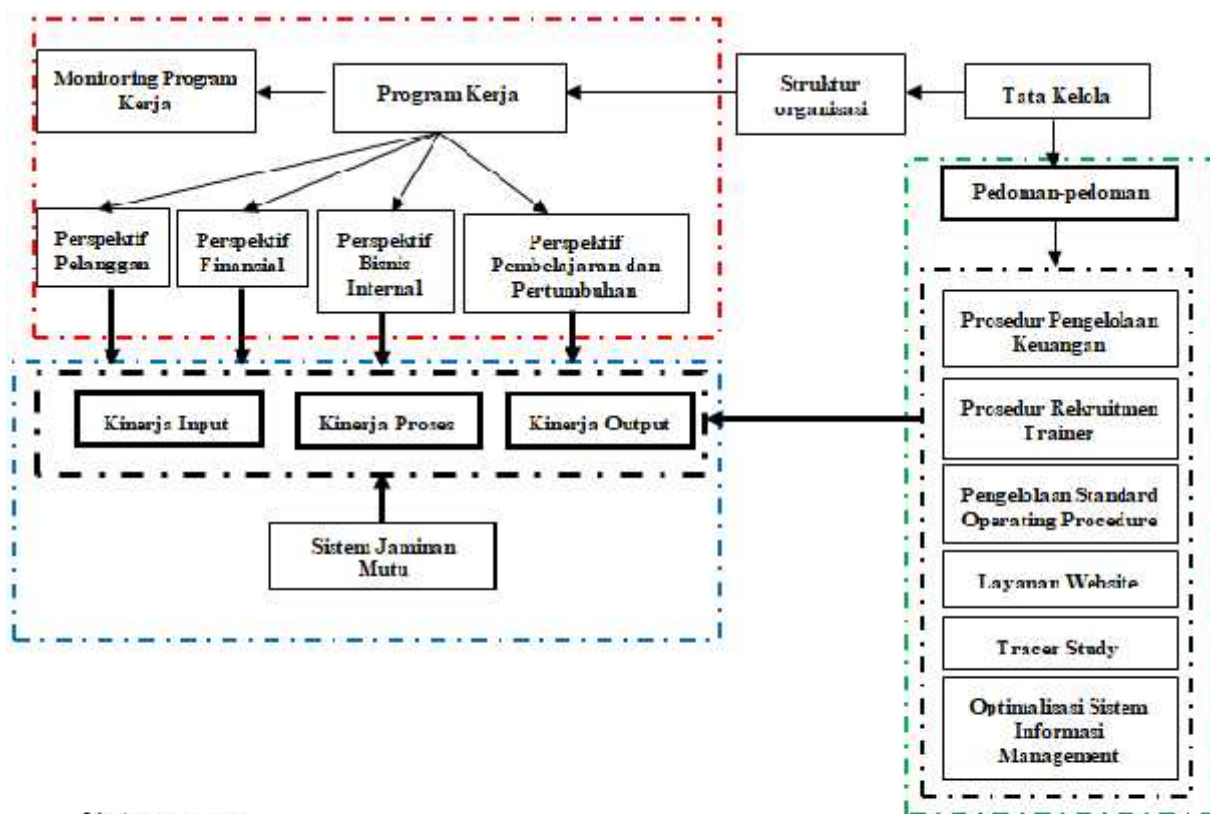 Monitoring Program
Kerja
Program Kerja
Struktur
organisasi
Tata Kelola
Pedoman-pedoman
Perspektif
Pelanggan
Perspektif
Financial
Perspektif
Bisnis
Internal
Perspektif
Pembelajaran dan
Pertumbuhan
Prosedur Pengelolaan
Keuangan
Kinerja Input
Kinerja Proses
Kinerja Output
Prosedur Rekruitmen
Trainer
Pengelolaan Standard
Operating Procedure
Sistem Jaminan
Mutu
Layanan Website
Tracer Study
Optimalisasi Sistem
Informasi
Management